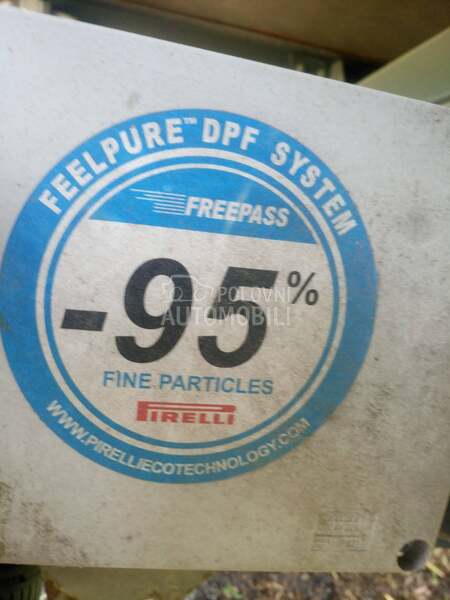 FEELPURE™ DPF SYSTEM
FREEPASS
-95%
POLOVNI
AUTOMOBILI
FINE PARTICLES
PIRELLI
WWW.PIRELLIECOTECHNOLOGY.COM